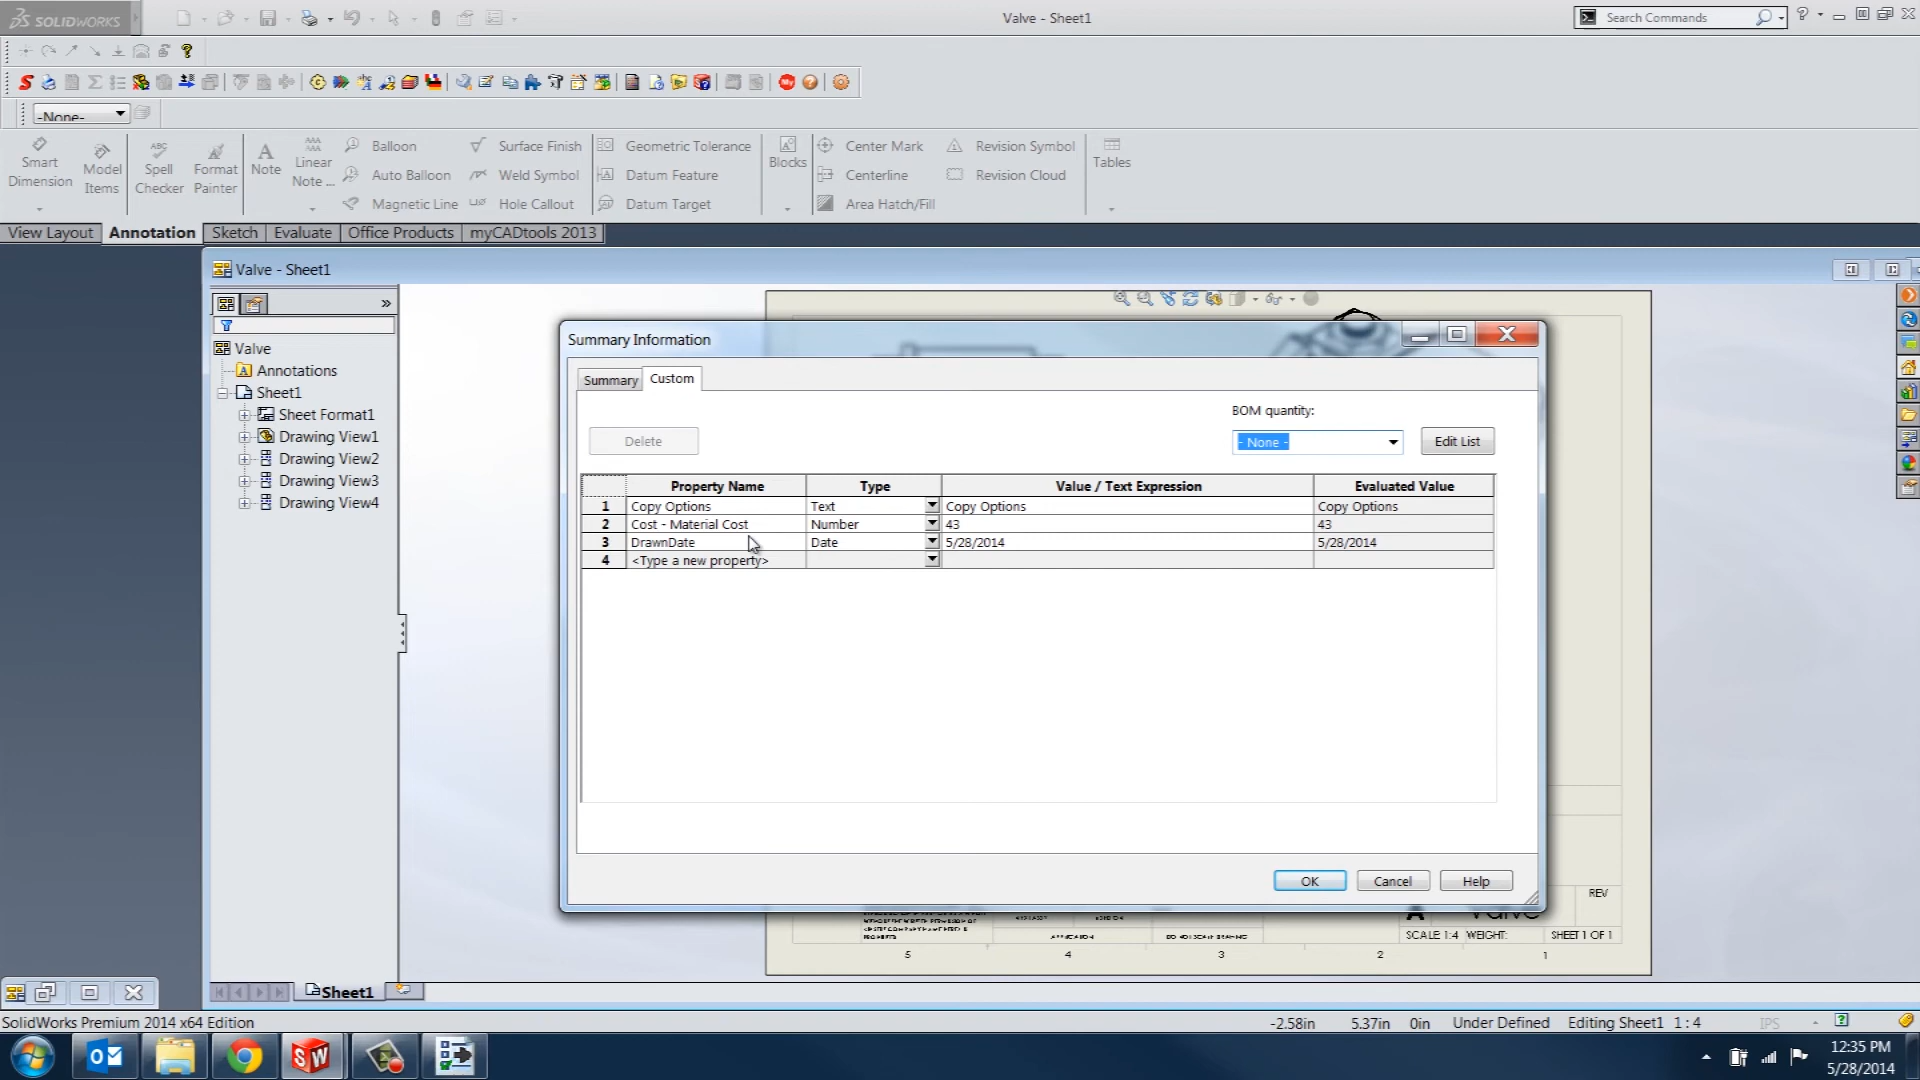 SOLIDWORKS
Valve - Sheet1
Search Commands
-None-
Smart
Dimension
Model
Items
ABC
Spell
Checker
Format
Painter
Note
Linear
Note ...
Balloon
Auto Balloon
Magnetic Line
Surface Finish
Weld Symbol
Hole Callout
Geometric Tolerance
Datum Feature
Datum Target
Blocks
Center Mark
Centerline
Area Hatch/Fill
Revision Symbol
Revision Cloud
Tables
View Layout
Annotation
Sketch
Evaluate
Office Products
myCADtools 2013
Valve - Sheet1
Valve
Annotations
Sheet1
Sheet Format1
Drawing View1
Drawing View2
Drawing View3
Drawing View4
Summary Information
Summary
Custom
BOM quantity:
Delete
- None -
Edit List
Property Name Type Value / Text Expression Evaluated Value
1 Copy Options Text Copy Options Copy Options
2 Cost - Material Cost Number 43 43
3 DrawnDate Date 5/28/2014 5/28/2014
4 <Type a new property>
OK
Cancel
Help
REV
A
Valve
APPLICATION
DO NOT SCALE DRAWING
SCALE 1:4 WEIGHT: SHEET 1 OF 1
5 4 3 2 1
Sheet1
SolidWorks Premium 2014 x64 Edition
-2.58in 5.37in 0in Under Defined Editing Sheet1 1 : 4 IPS
12:35 PM
5/28/2014